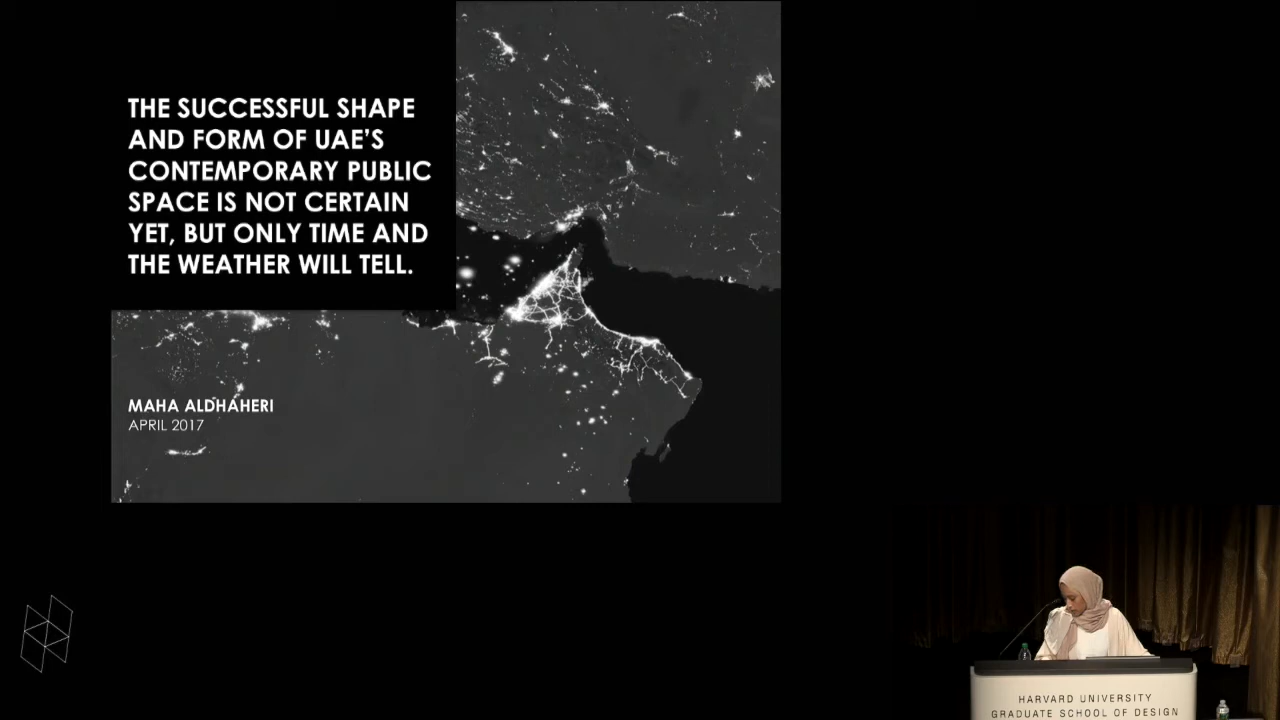 THE SUCCESSFUL SHAPE
AND FORM OF UAE'S
CONTEMPORARY PUBLIC
SPACE IS NOT CERTAIN
YET, BUT ONLY TIME AND
THE WEATHER WILL TELL.
MAHA ALDHAHERI
APRIL 2017
HARVARD UNIVERSITY
GRADUATE SCHOOL OF DESIGN